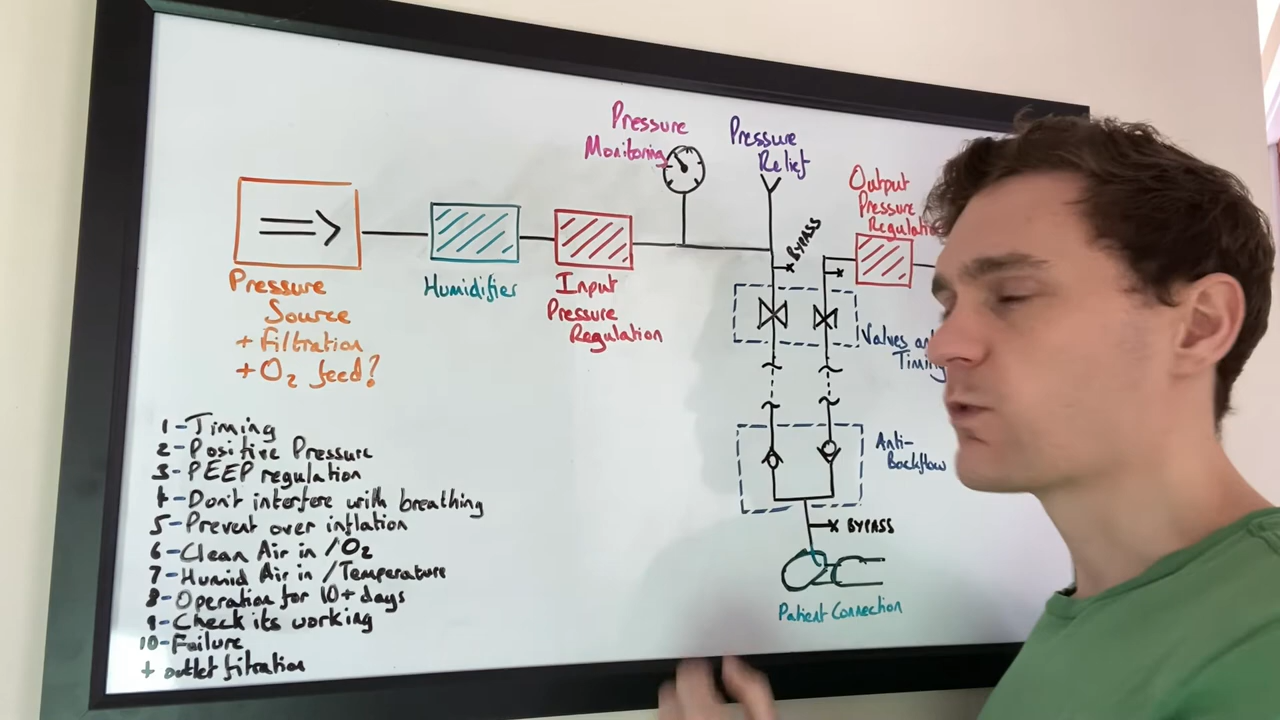 Pressure
Monitoring
Pressure
Relief
Output
Pressure
BYPASS
Pressure
Source
+ Filtration
+ O₂ feed?
Humidifier
Input
Pressure
Regulation
Valves
Timing
Anti-
Backflow
BYPASS
Patient Connection
1-Timing
2-Positive Pressure
3-PEEP regulation
4-Don't interfere with breathing
5-Prevent over inflation
6-Clean Air in /O₂
7-Humid Air in /Temperature
8-Operation for 10+ days
9-Check its working
10-Failure
+ outlet filtration